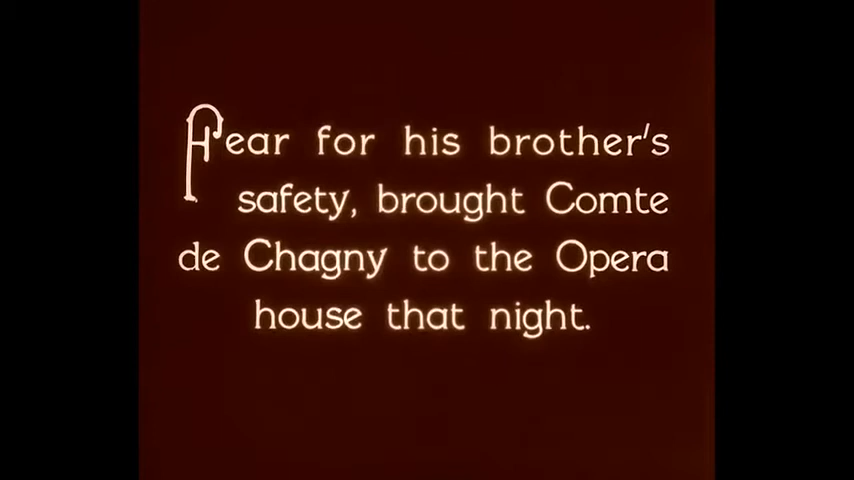 Fear for his brother's
safety, brought Comte
de Chagny to the Opera
house that night.